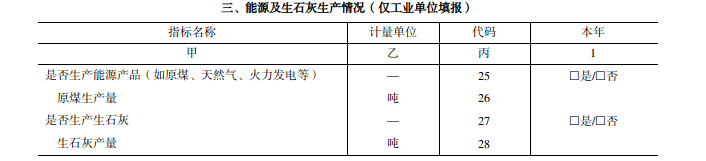 三、能源及生石灰生产情况（仅工业单位填报）
指标名称 计量单位 代码 本年
甲 乙 丙 1
是否生产能源产品（如原煤、天然气、火力发电等） — 25 □是/□否
原煤生产量 吨 26
是否生产生石灰 — 27 □是/□否
生石灰产量 吨 28